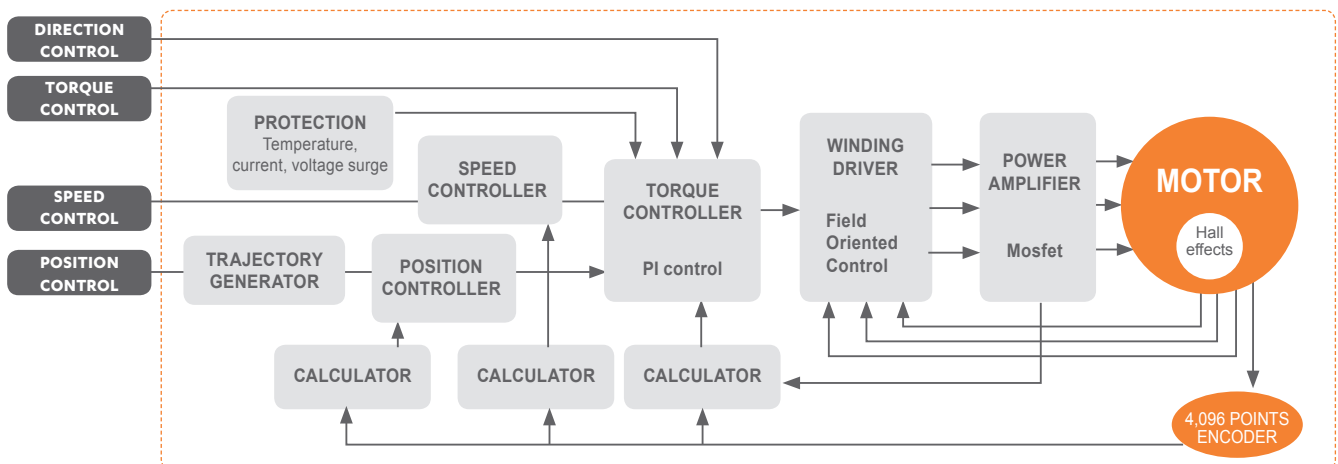 DIRECTION
CONTROL
TORQUE
CONTROL
SPEED
CONTROL
POSITION
CONTROL
PROTECTION
Temperature,
current, voltage surge
SPEED
CONTROLLER
TRAJECTORY
GENERATOR
POSITION
CONTROLLER
TORQUE
CONTROLLER
PI control
WINDING
DRIVER
Field
Oriented
Control
POWER
AMPLIFIER
Mosfet
MOTOR
Hall
effects
CALCULATOR
CALCULATOR
CALCULATOR
4,096 POINTS
ENCODER